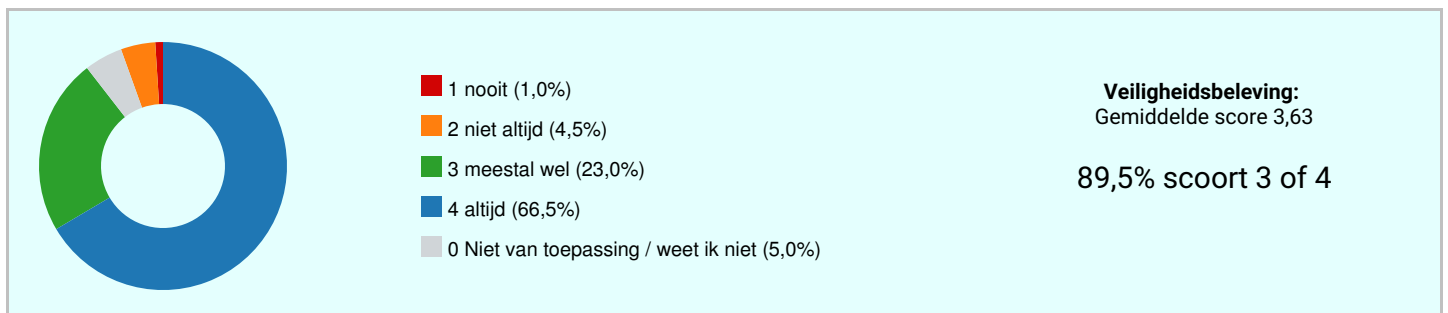 1 nooit (1,0%)
2 niet altijd (4,5%)
3 meestal wel (23,0%)
4 altijd (66,5%)
0 Niet van toepassing / weet ik niet (5,0%)
Veiligheidsbeleving:
Gemiddelde score 3,63
89,5% scoort 3 of 4